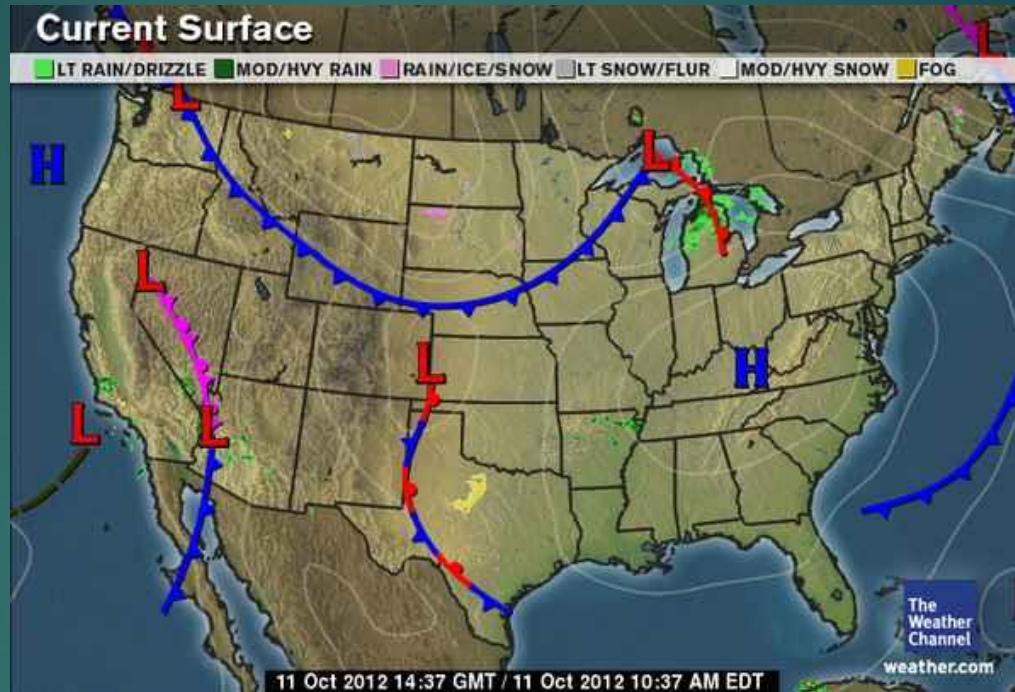 Current Surface
LT RAIN/DRIZZLE MOD/HVY RAIN RAIN/ICE/SNOW LT SNOW/FLUR MOD/HVY SNOW FOG
L L
L
H
L
L
L
H
L
L
The
Weather
Channel
weather.com
11 Oct 2012 14:37 GMT / 11 Oct 2012 10:37 AM EDT